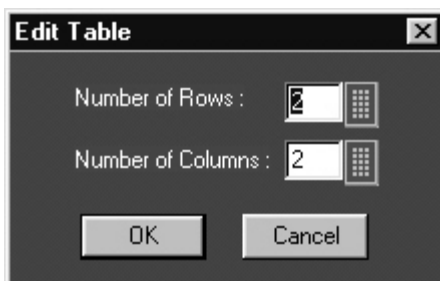 Edit Table
Number of Rows : 2
Number of Columns : 2
OK Cancel